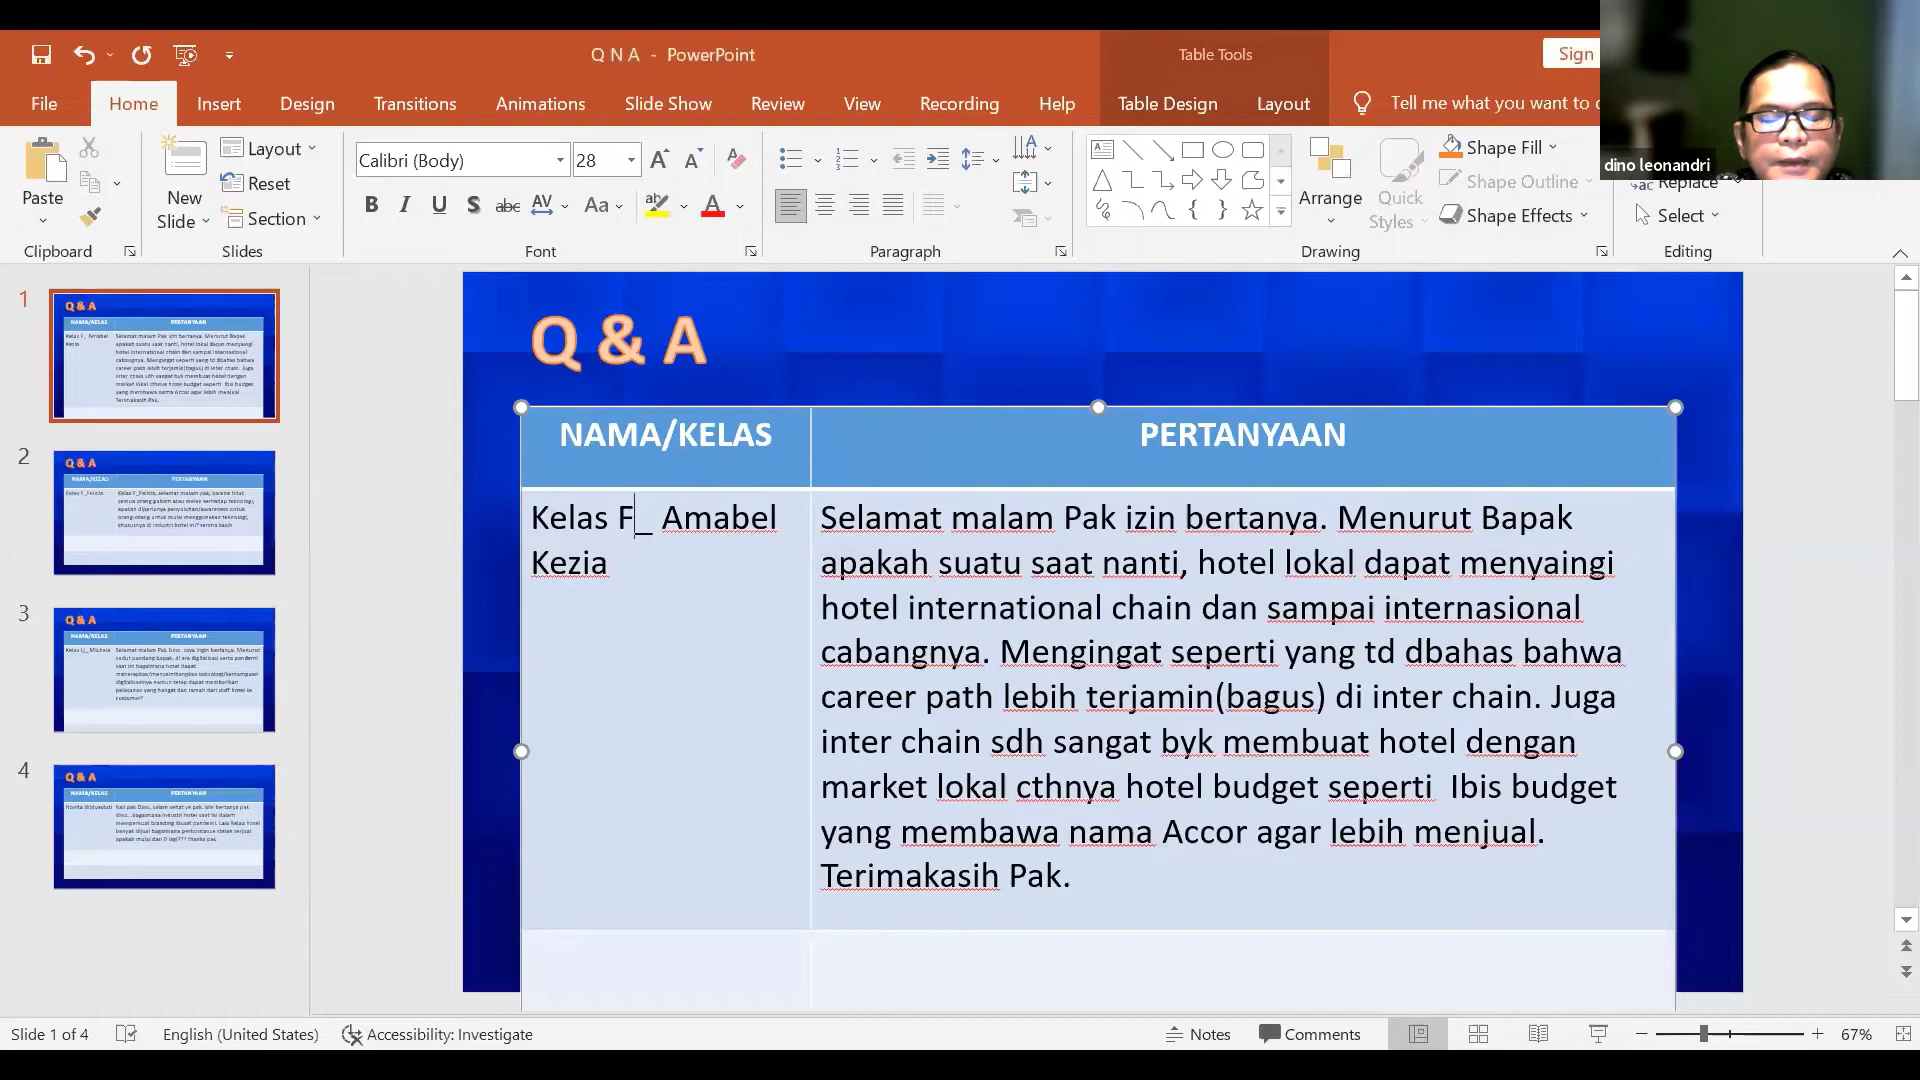 Q N A - PowerPoint
Table Tools
Sign
File
Home
Insert
Design
Transitions
Animations
Slide Show
Review
View
Recording
Help
Table Design
Layout
Tell me what you want to
dino leonandri
Paste
New
Slide
Layout
Reset
Section
Calibri (Body)
28
Arrange
Quick
Styles
Shape Fill
Shape Outline
Shape Effects
Replace
Select
Clipboard
Slides
Font
Paragraph
Drawing
Editing
1
2
3
4
Q & A
NAMA/KELAS
PERTANYAAN
Kelas F_ Amabel
Kezia
Selamat malam Pak izin bertanya. Menurut Bapak
apakah suatu saat nanti, hotel lokal dapat menyaingi
hotel international chain dan sampai internasional
cabangnya. Mengingat seperti yang td dbahas bahwa
career path lebih terjamin(bagus) di inter chain. Juga
inter chain sdh sangat byk membuat hotel dengan
market lokal cthnya hotel budget seperti  Ibis budget
yang membawa nama Accor agar lebih menjual.
Terimakasih Pak.
Slide 1 of 4
English (United States)
Accessibility: Investigate
Notes
Comments
67%